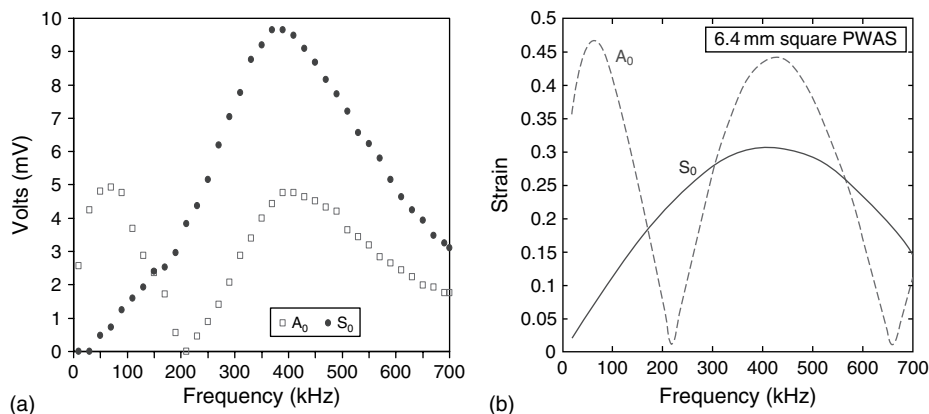 10
9
8
7
6
5
4
3
2
1
0
Volts (mV)
A₀ S₀
0 100 200 300 400 500 600 700
Frequency (kHz)
(a)
0.5
0.45
0.4
0.35
0.3
0.25
0.2
0.15
0.1
0.05
0
Strain
6.4 mm square PWAS
A₀
S₀
0 100 200 300 400 500 600 700
Frequency (kHz)
(b)